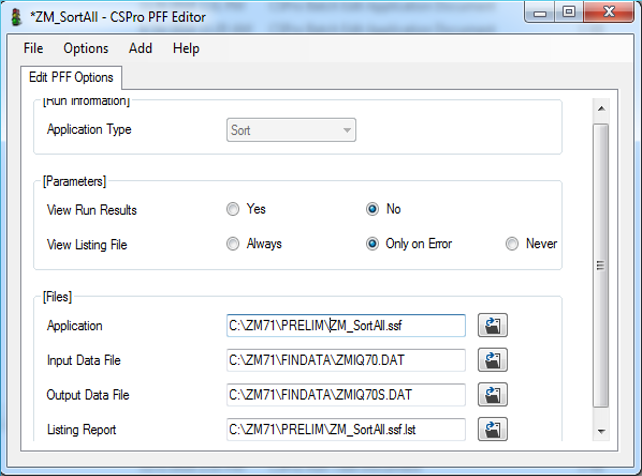 *ZM_SortAll - CSPro PFF Editor
File Options Add Help
Edit PFF Options
[Run Information]
Application Type Sort
[Parameters]
View Run Results Yes No
View Listing File Always Only on Error Never
[Files]
Application C:\ZM71\PRELIM\ZM_SortAll.ssf
Input Data File C:\ZM71\FINDATA\ZMIQ70.DAT
Output Data File C:\ZM71\FINDATA\ZMIQ70S.DAT
Listing Report C:\ZM71\PRELIM\ZM_SortAll.ssf.lst